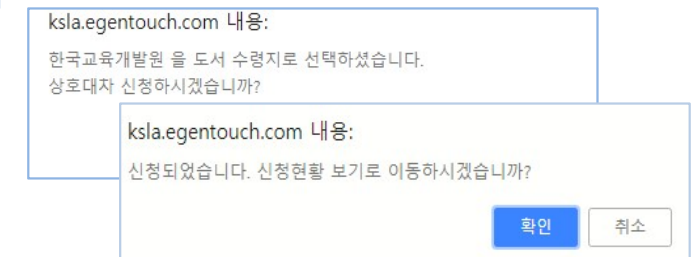 ksla.egentouch.com 내용:
한국교육개발원 을 도서 수령지로 선택하셨습니다.
상호대차 신청하시겠습니까?
ksla.egentouch.com 내용:
신청되었습니다. 신청현황 보기로 이동하시겠습니까?
확인
취소